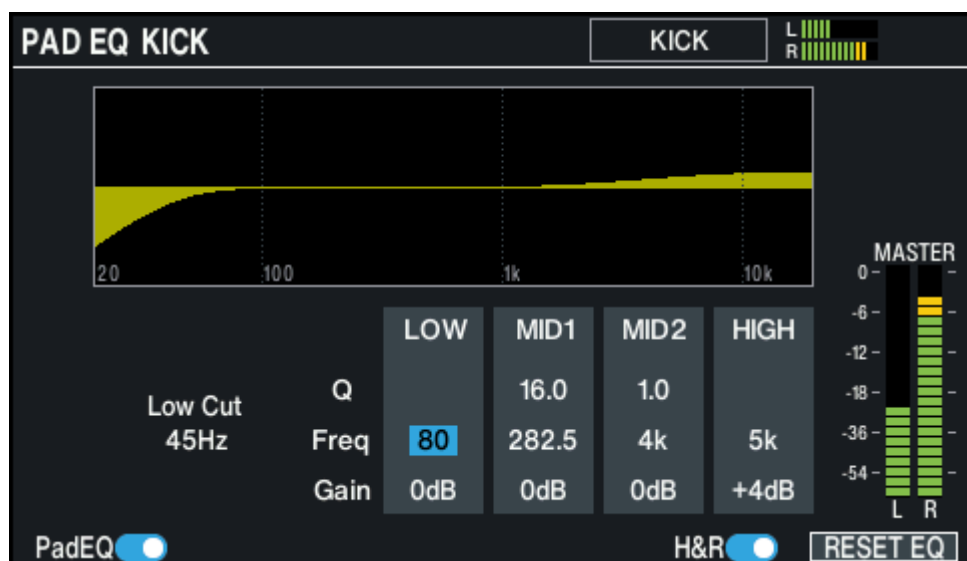 PAD EQ KICK
KICK
L
R
20 100 1k 10k
MASTER
0
-6
-12
-18
-36
-54
L R
LOW MID1 MID2 HIGH
Q 16.0 1.0
Low Cut
45Hz
Freq 80 282.5 4k 5k
Gain 0dB 0dB 0dB +4dB
PadEQ
H&R
RESET EQ